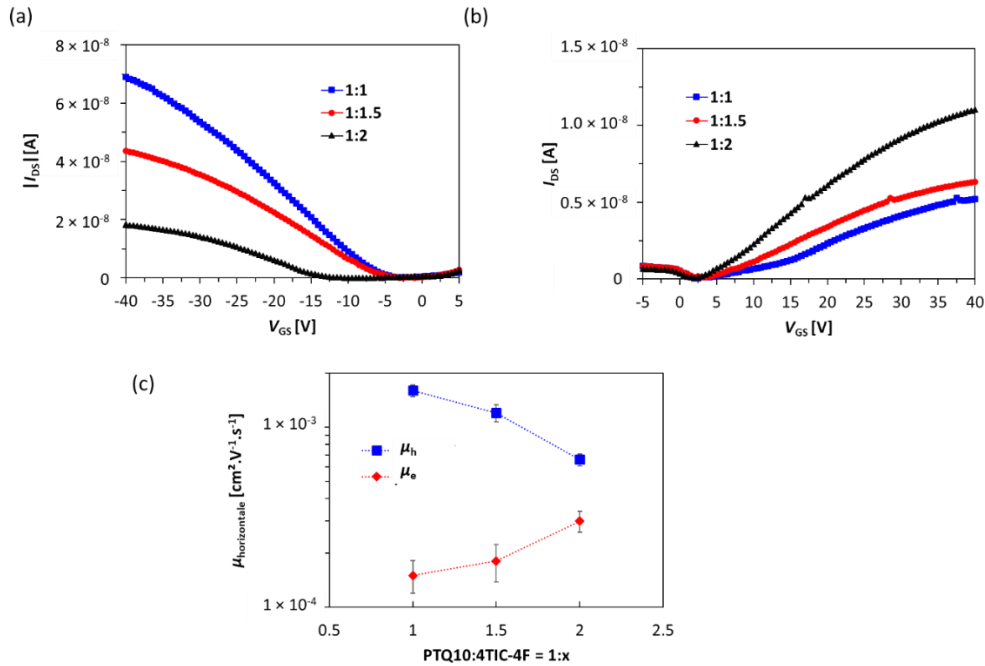 (a)
8 × 10⁻⁸
6 × 10⁻⁸
4 × 10⁻⁸
2 × 10⁻⁸
0
|IDS| [A]
1:1
1:1.5
1:2
-40 -35 -30 -25 -20 -15 -10 -5 0 5
VGS [V]
(b)
1.5 × 10⁻⁸
1.0 × 10⁻⁸
0.5 × 10⁻⁸
0
IDS [A]
1:1
1:1.5
1:2
-5 0 5 10 15 20 25 30 35 40
VGS [V]
(c)
1 × 10⁻³
1 × 10⁻⁴
μhorizontale [cm².V⁻¹.s⁻¹]
μh
μe
0.5 1 1.5 2 2.5
PTQ10:4TIC-4F = 1:x